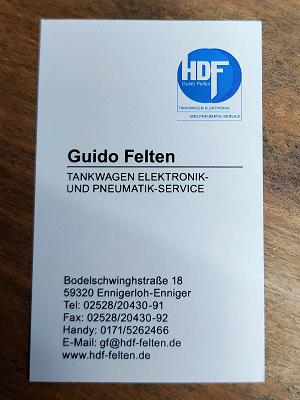 HDF
Guido Felten
TANKWAGEN ELEKTRONIK-
UND PNEUMATIK-SERVICE
Guido Felten
TANKWAGEN ELEKTRONIK-
UND PNEUMATIK-SERVICE
Bodelschwinghstraße 18
59320 Ennigerloh-Enniger
Tel: 02528/20430-91
Fax: 02528/20430-92
Handy: 0171/5262466
E-Mail: gf@hdf-felten.de
www.hdf-felten.de